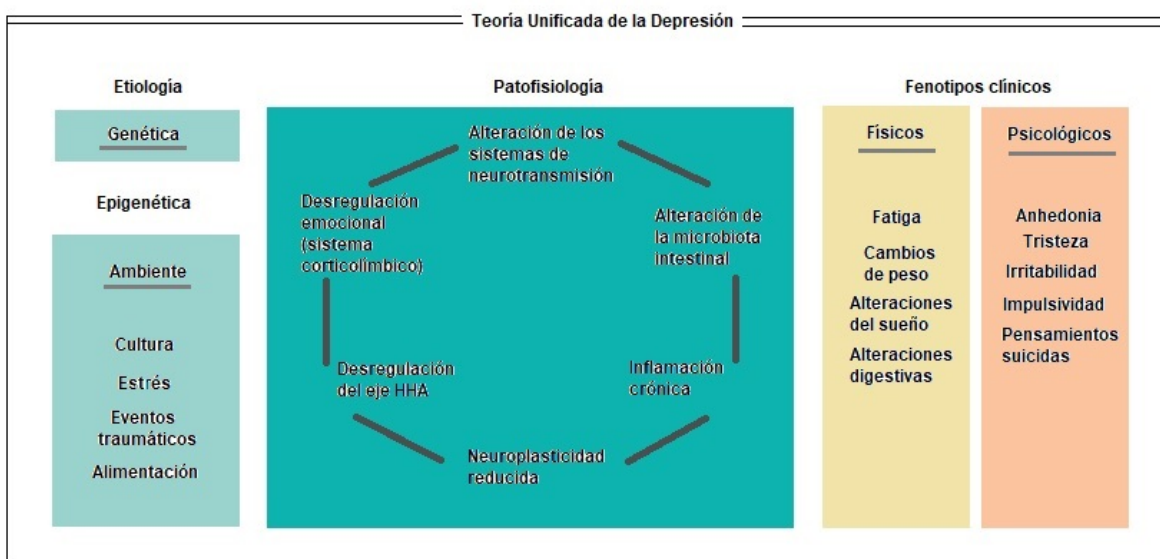 Teoría Unificada de la Depresión
Etiología
Genética
Epigenética
Ambiente
Cultura
Estrés
Eventos
traumáticos
Alimentación
Patofisiología
Alteración de los
sistemas de
neurotransmisión
Desregulación
emocional
(sistema
corticolímbico)
Alteración de
la microbiota
intestinal
Desregulación
del eje HHA
Inflamación
crónica
Neuroplasticidad
reducida
Fenotipos clínicos
Físicos
Fatiga
Cambios
de peso
Alteraciones
del sueño
Alteraciones
digestivas
Psicológicos
Anhedonia
Tristeza
Irritabilidad
Impulsividad
Pensamientos
suicidas